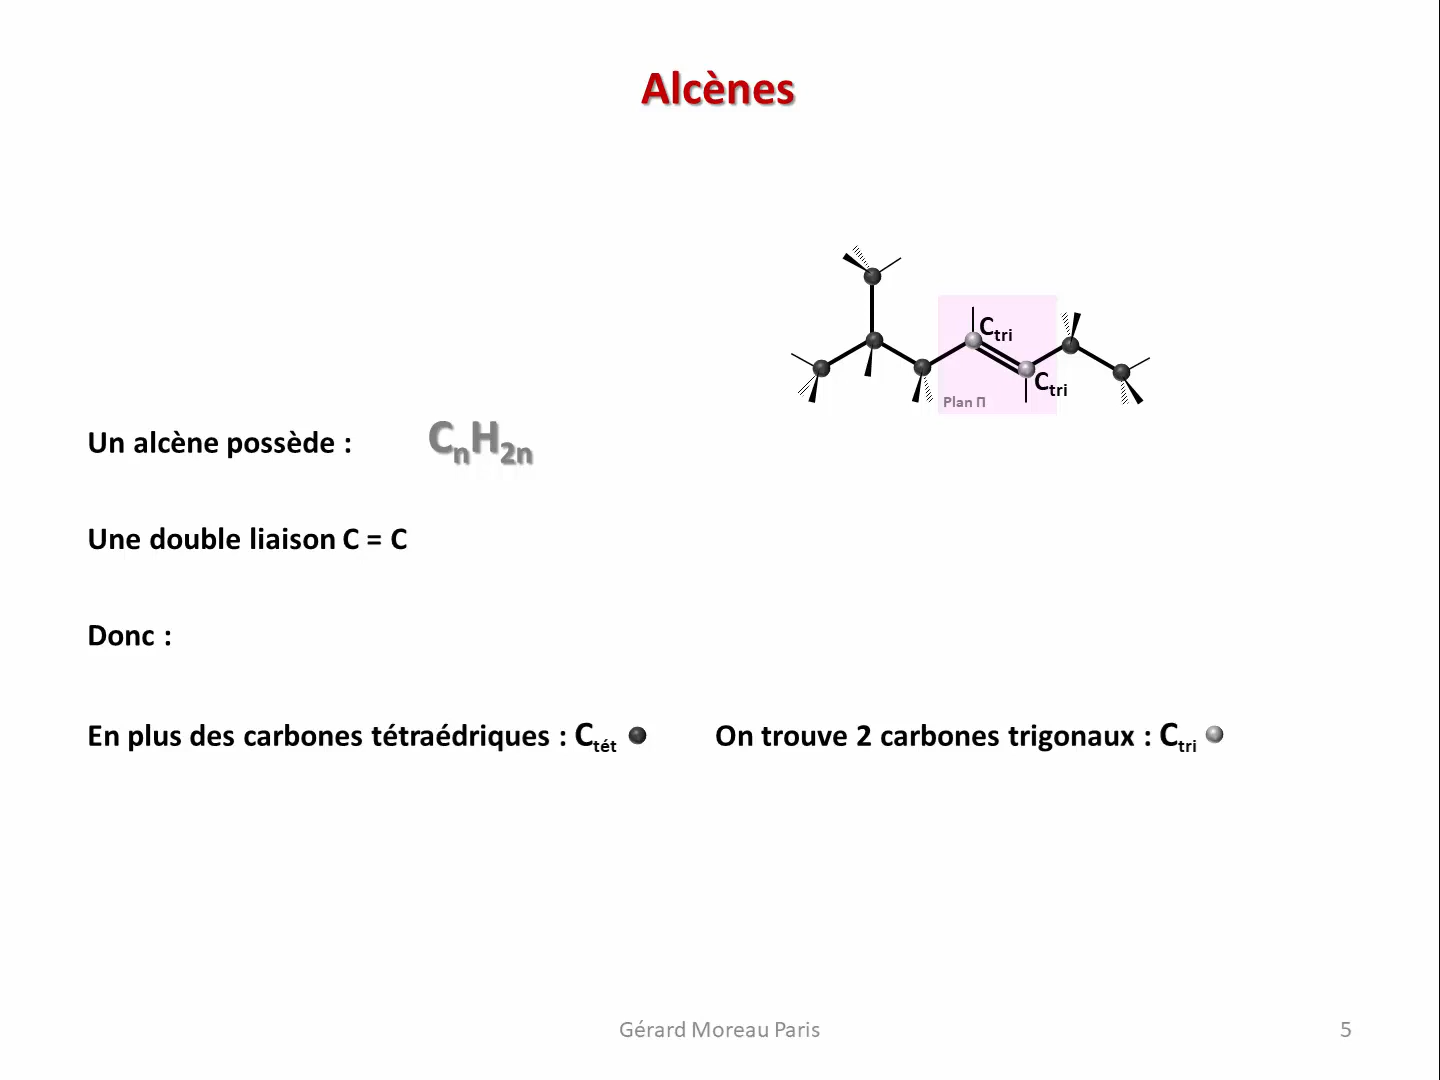 Alcènes
Ctri
Ctri
Plan Π
Un alcène possède : CnH2n
Une double liaison C = C
Donc :
En plus des carbones tétraédriques : Ctét On trouve 2 carbones trigonaux : Ctri
Gérard Moreau Paris 5